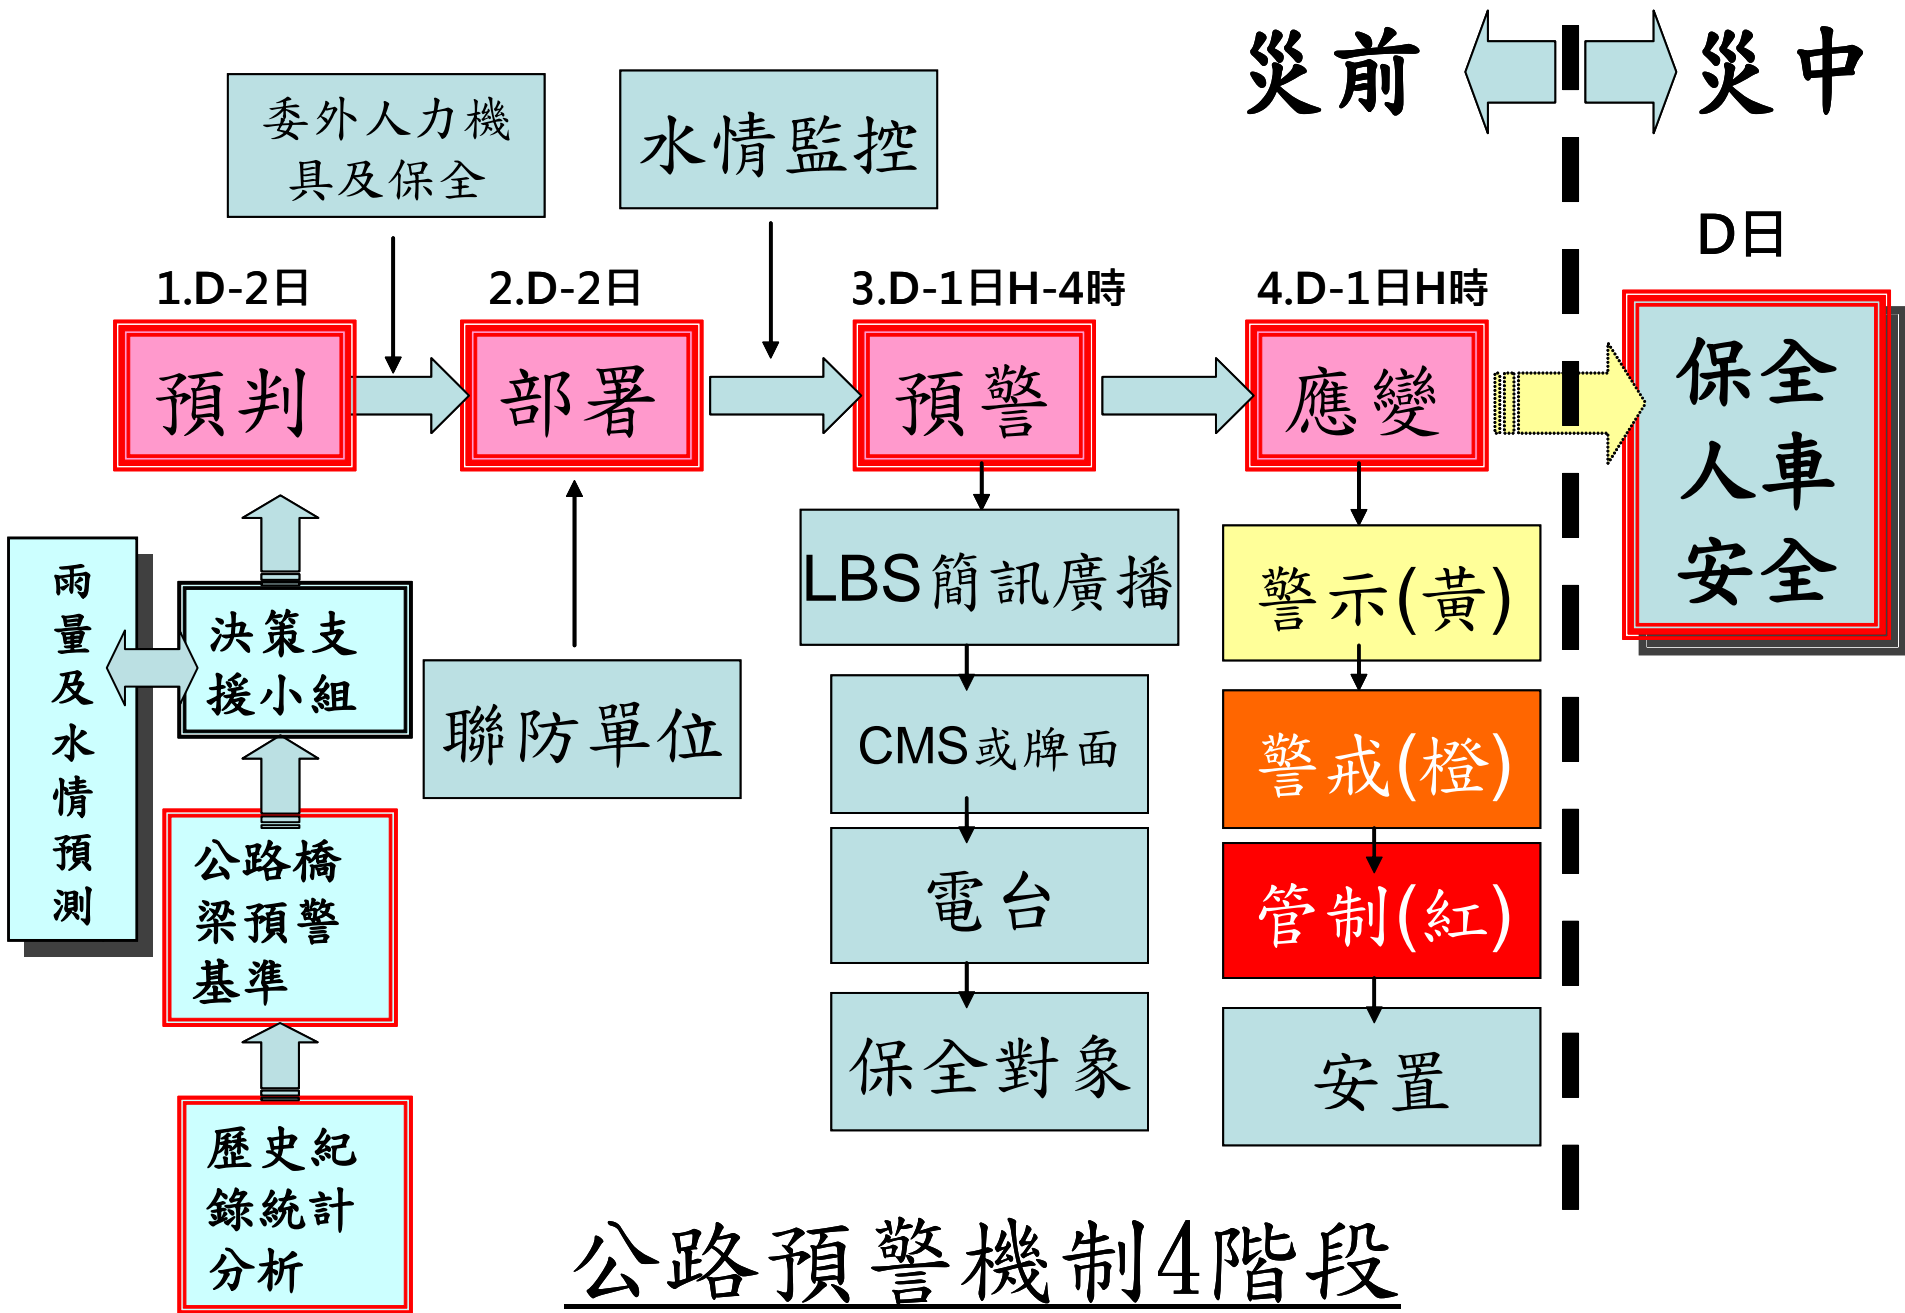 災前
災中
委外人力機
具及保全
水情監控
D日
1.D-2日
2.D-2日
3.D-1日H-4時
4.D-1日H時
預判
部署
預警
應變
保全
人車
安全
LBS簡訊廣播
CMS或牌面
電台
保全對象
警示(黃)
警戒(橙)
管制(紅)
安置
聯防單位
雨量及水情預測
決策支
援小組
公路橋
梁預警
基準
歷史紀
錄統計
分析
公路預警機制4階段